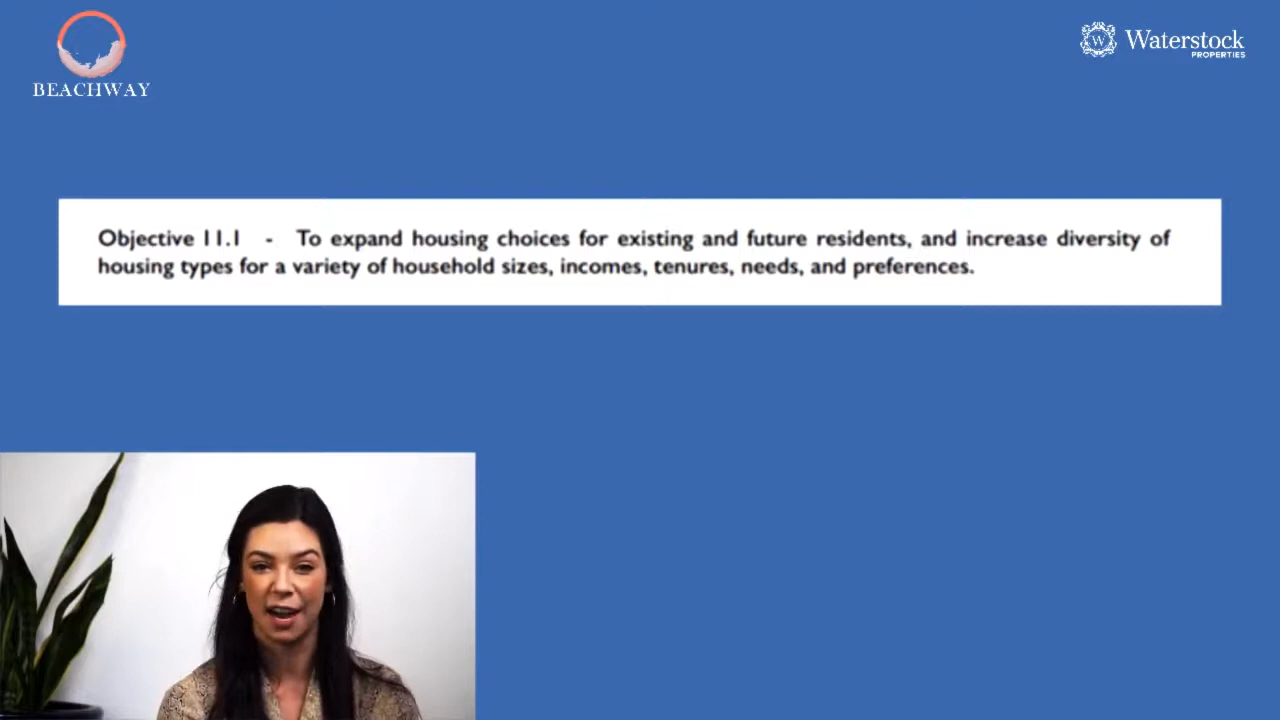 BEACHWAY
W
Waterstock
PROPERTIES
Objective 11.1 - To expand housing choices for existing and future residents, and increase diversity of
housing types for a variety of household sizes, incomes, tenures, needs, and preferences.